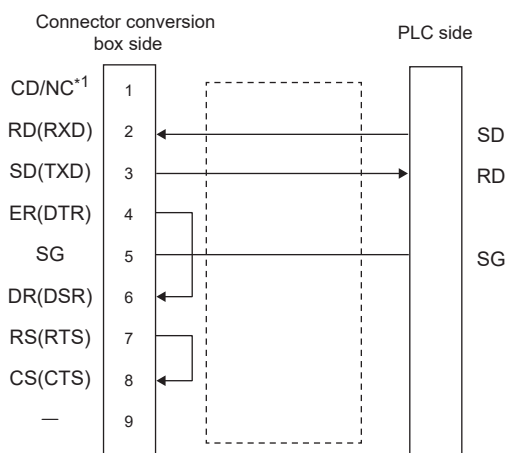 Connector conversion
box side
PLC side
CD/NC*1 1
RD(RXD) 2 SD
SD(TXD) 3 RD
ER(DTR) 4
SG 5 SG
DR(DSR) 6
RS(RTS) 7
CS(CTS) 8
— 9